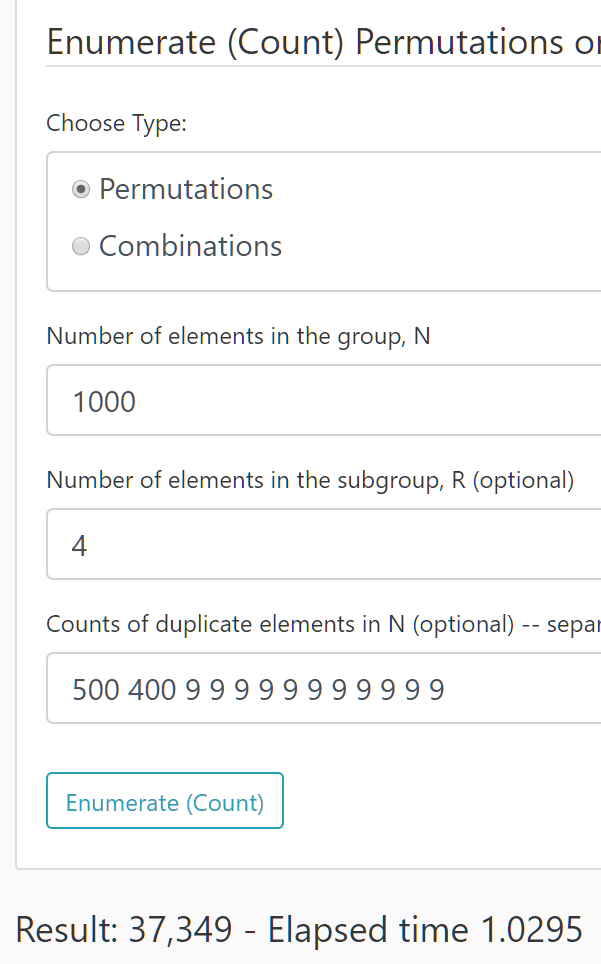 Enumerate (Count) Permutations or
Choose Type:
Permutations
Combinations
Number of elements in the group, N
1000
Number of elements in the subgroup, R (optional)
4
Counts of duplicate elements in N (optional) -- separ
500 400 9 9 9 9 9 9 9 9 9 9 9
Enumerate (Count)
Result: 37,349 - Elapsed time 1.0295